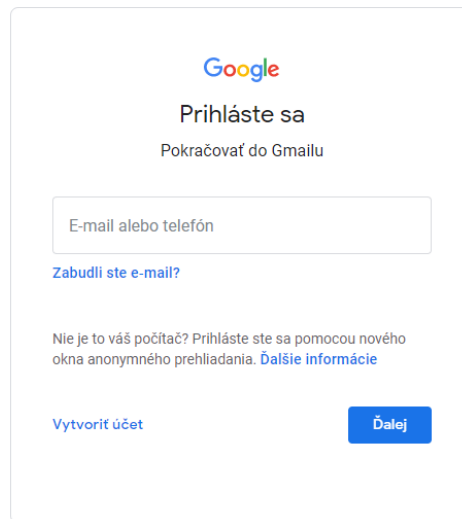 Google
Prihláste sa
Pokračovať do Gmailu
E-mail alebo telefón
Zabudli ste e-mail?
Nie je to váš počítač? Prihláste ste sa pomocou nového
okna anonymného prehliadania. Ďalšie informácie
Vytvoriť účet
Ďalej